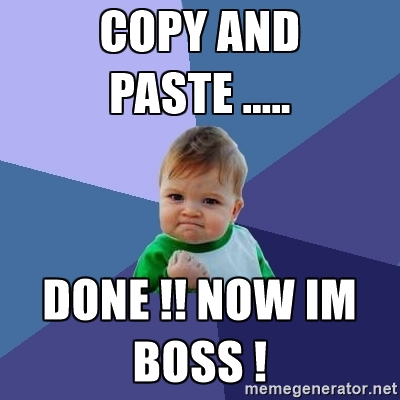 COPY AND
PASTE .....
DONE !! NOW IM
BOSS !
memegenerator.net